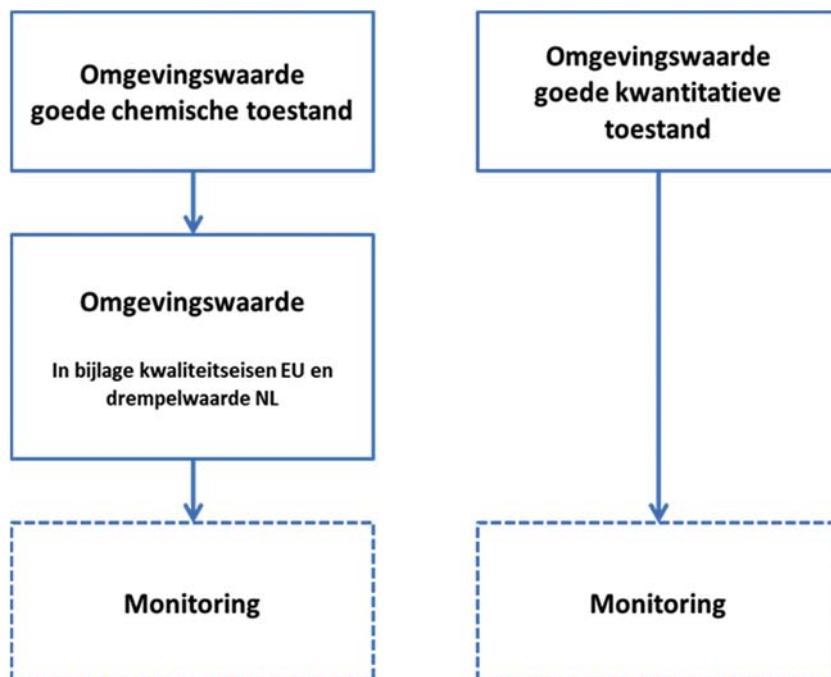 Omgevingswaarde
goede chemische toestand
Omgevingswaarde
goede kwantitatieve
toestand
Omgevingswaarde
In bijlage kwaliteitseisen EU en
drempelwaarde NL
Monitoring
Monitoring